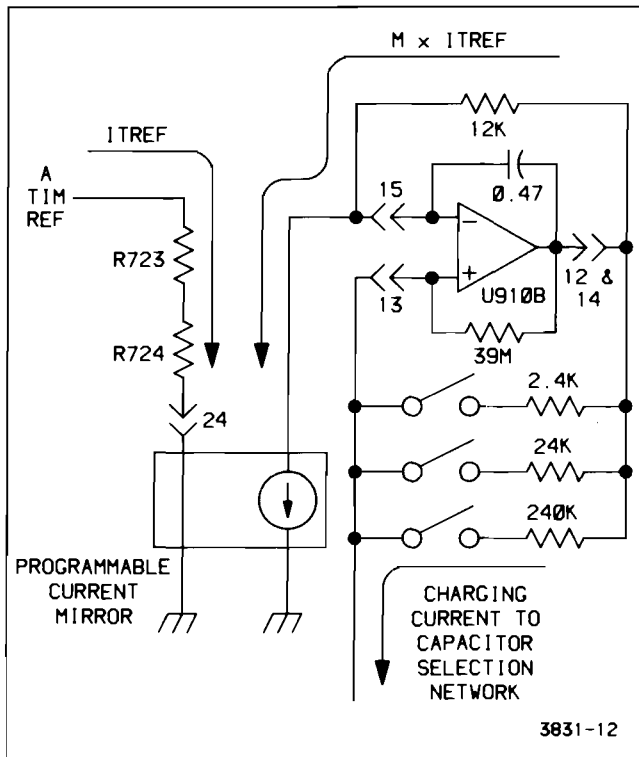 M x ITREF
12K
ITREF
A
TIM
REF
15
0.47
R723
−
+
13
U910B
12 &
14
R724
39M
24
2.4K
24K
240K
PROGRAMMABLE
CURRENT
MIRROR
CHARGING
CURRENT TO
CAPACITOR
SELECTION
NETWORK
3831-12